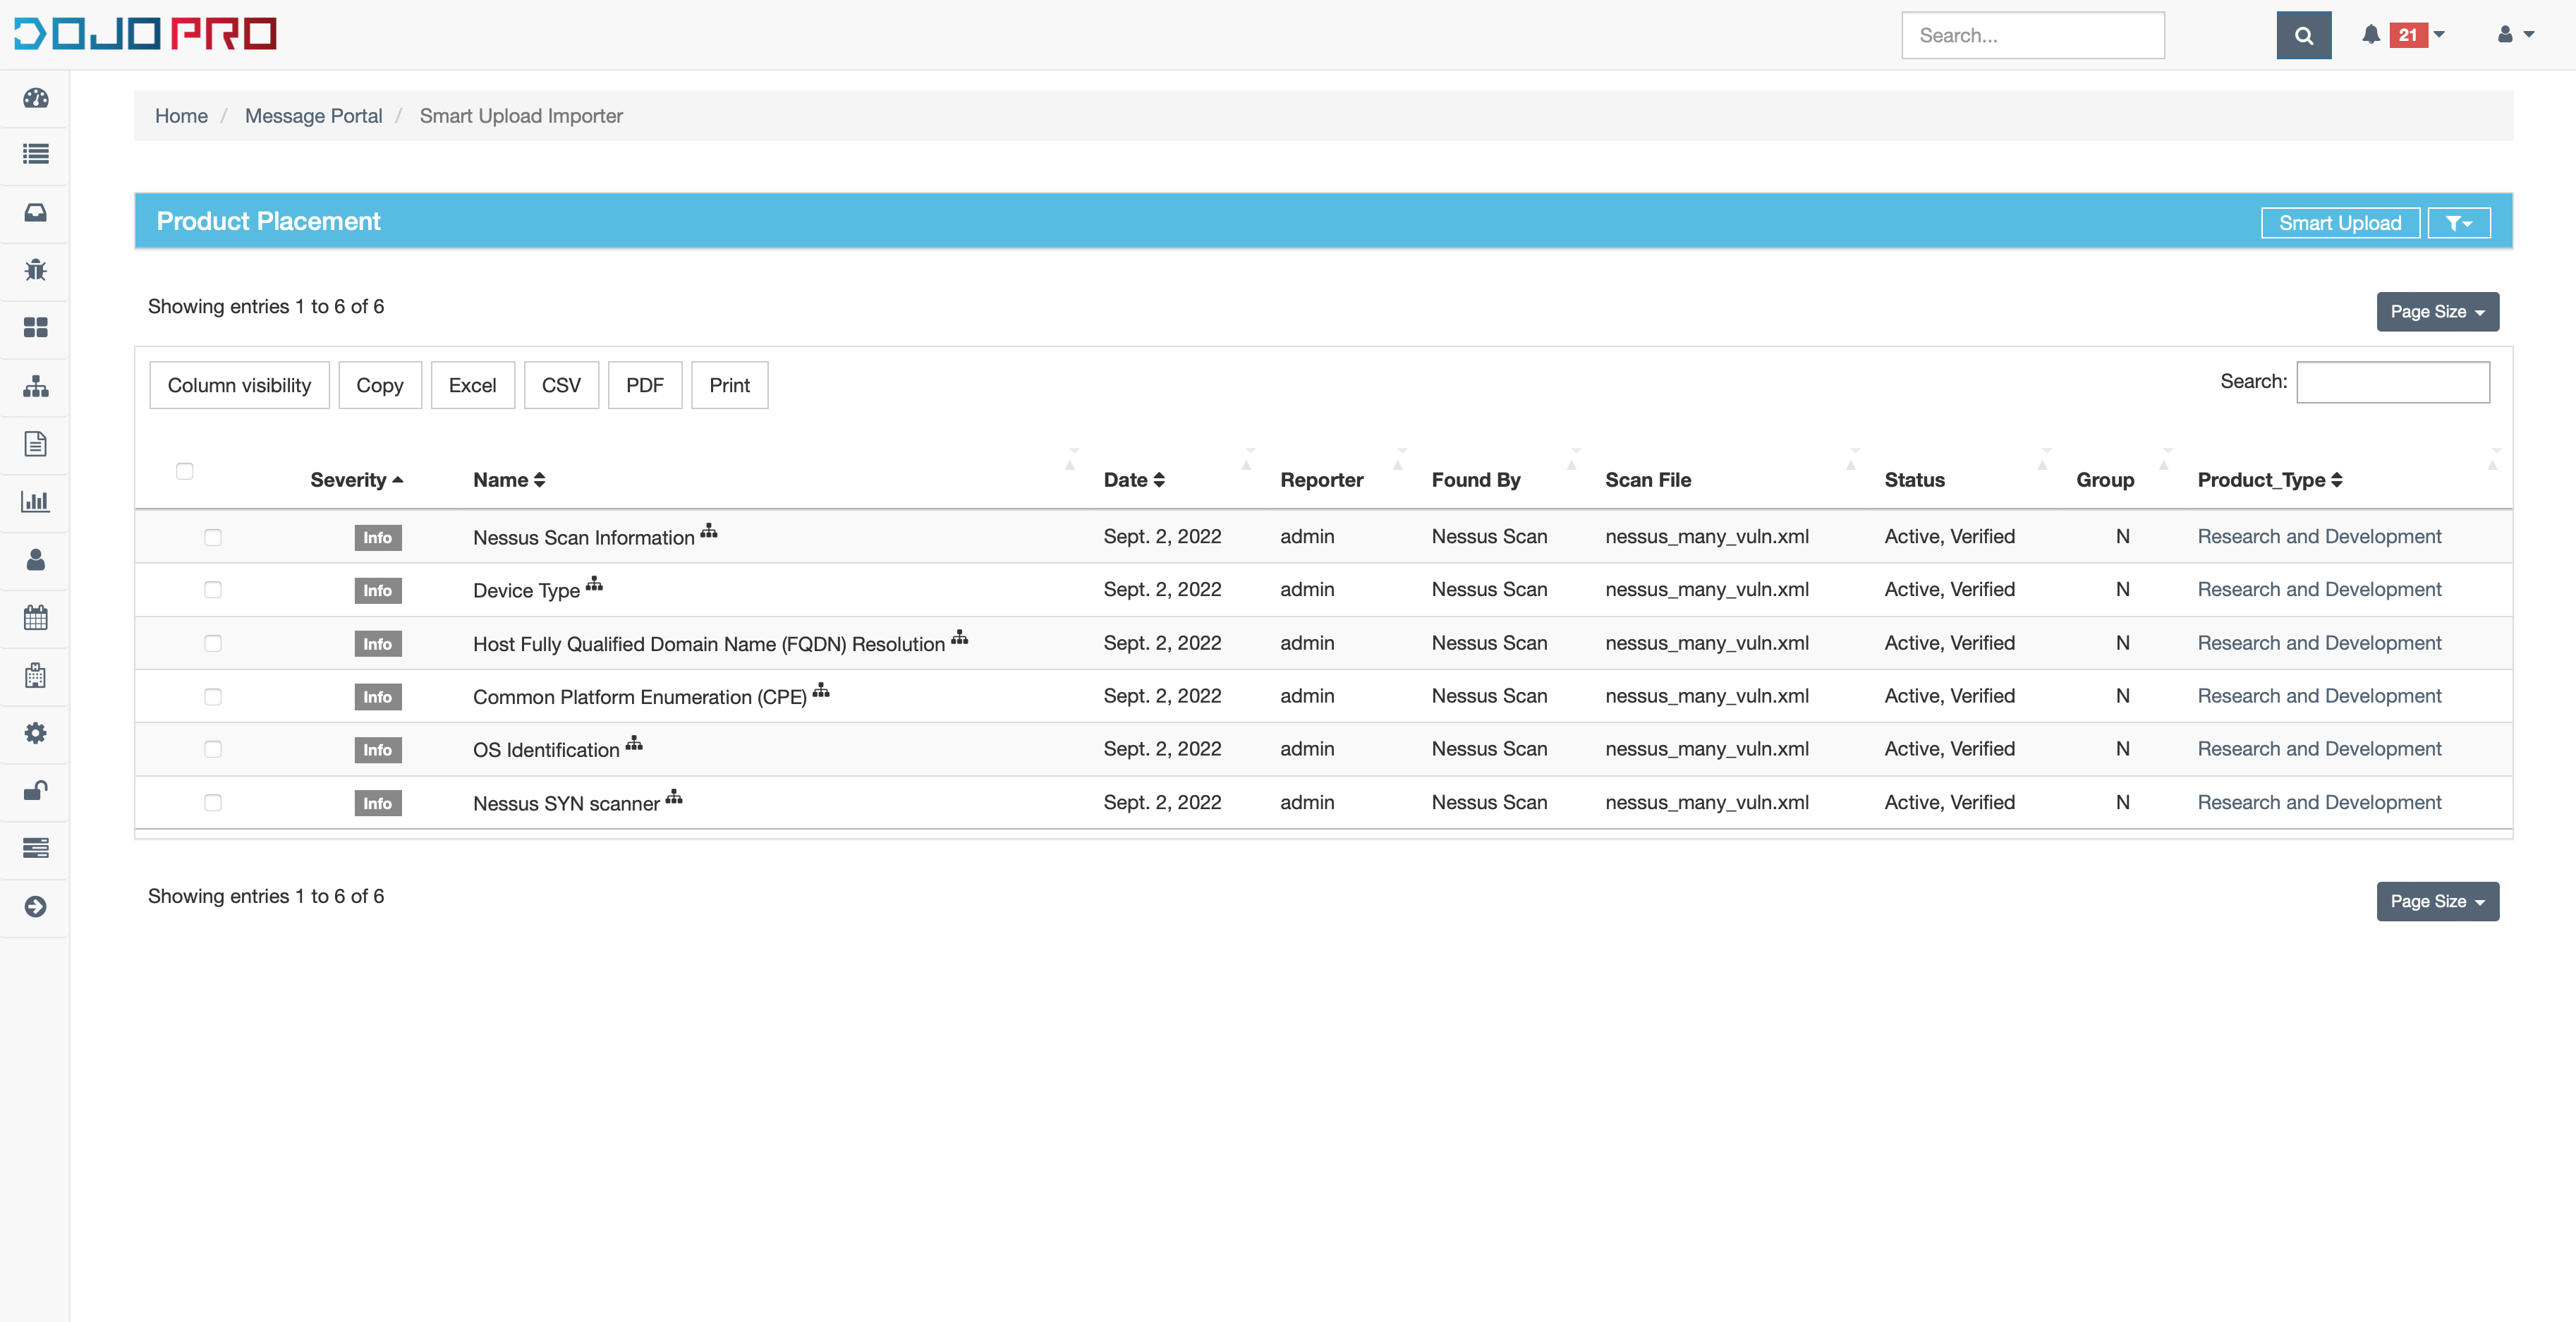 DOJO PRO
Search...
21
Home / Message Portal / Smart Upload Importer
Product Placement
Smart Upload
Showing entries 1 to 6 of 6
Page Size
Column visibility Copy Excel CSV PDF Print
Search:
Severity Name Date Reporter Found By Scan File Status Group Product_Type
Info Nessus Scan Information Sept. 2, 2022 admin Nessus Scan nessus_many_vuln.xml Active, Verified N Research and Development
Info Device Type Sept. 2, 2022 admin Nessus Scan nessus_many_vuln.xml Active, Verified N Research and Development
Info Host Fully Qualified Domain Name (FQDN) Resolution Sept. 2, 2022 admin Nessus Scan nessus_many_vuln.xml Active, Verified N Research and Development
Info Common Platform Enumeration (CPE) Sept. 2, 2022 admin Nessus Scan nessus_many_vuln.xml Active, Verified N Research and Development
Info OS Identification Sept. 2, 2022 admin Nessus Scan nessus_many_vuln.xml Active, Verified N Research and Development
Info Nessus SYN scanner Sept. 2, 2022 admin Nessus Scan nessus_many_vuln.xml Active, Verified N Research and Development
Showing entries 1 to 6 of 6
Page Size